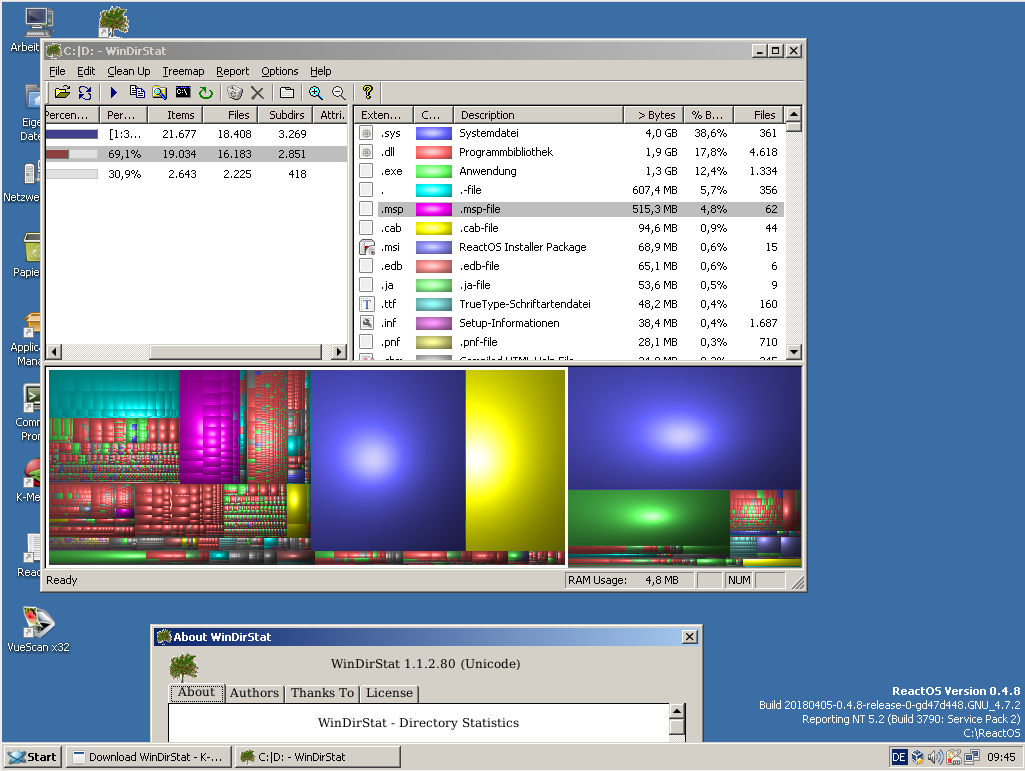 Arbeit
C:|D: - WinDirStat
File Edit Clean Up Treemap Report Options Help
Percen... Per... Items Files Subdirs Attri.
[1:3... 21.677 18.408 3.269
69,1% 19.034 16.183 2.851
30,9% 2.643 2.225 418
Exten... C... Description > Bytes % B... Files
.sys Systemdatei 4,0 GB 38,6% 361
.dll Programmbibliothek 1,9 GB 17,8% 4.618
.exe Anwendung 1,3 GB 12,4% 1.334
. .-file 607,4 MB 5,7% 356
.msp .msp-file 515,3 MB 4,8% 62
.cab .cab-file 94,6 MB 0,9% 44
.msi ReactOS Installer Package 68,9 MB 0,6% 15
.edb .edb-file 65,1 MB 0,6% 6
.ja .ja-file 53,6 MB 0,5% 9
.ttf TrueType-Schriftartendatei 48,2 MB 0,4% 160
.inf Setup-Informationen 38,4 MB 0,4% 1.687
.pnf .pnf-file 28,1 MB 0,3% 710
Eige
Date
Netzwe
Papie
Applic
Mana
Comm
Pro
K-Me
Reac
VueScan x32
Ready
RAM Usage: 4,8 MB
NUM
About WinDirStat
WinDirStat 1.1.2.80 (Unicode)
About Authors Thanks To License
WinDirStat - Directory Statistics
ReactOS Version 0.4.8
Build 20180405-0.4.8-release-0-gd47d448.GNU_4.7.2
Reporting NT 5.2 (Build 3790: Service Pack 2)
C:\ReactOS
Start
Download WinDirStat - K-...
C:|D: - WinDirStat
DE
09:45